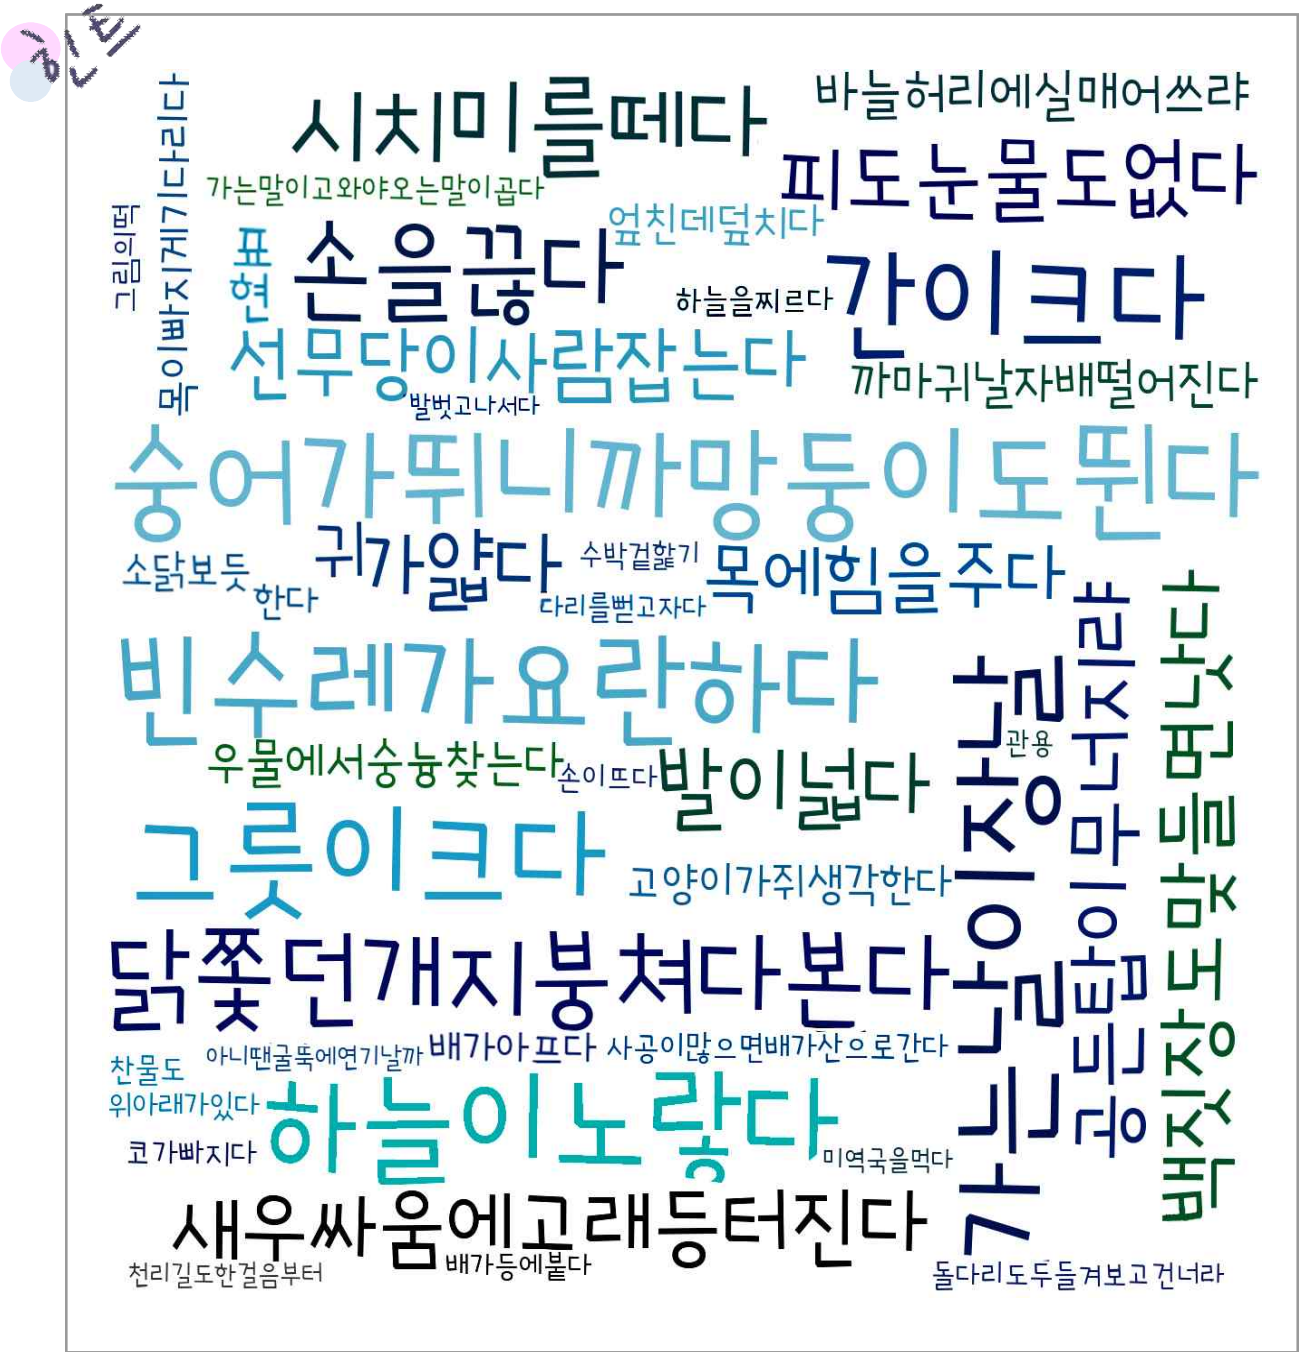 힌트
시치미를떼다
바늘허리에실매어쓰랴
가는말이고와야오는말이곱다
피도눈물도없다
그림의떡
목이빠지게기다리다
표현
손을끊다
엎친데덮치다
하늘을찌르다
간이크다
선무당이사람잡는다
까마귀날자배떨어진다
발벗고나서다
숭어가뛰니까망둥이도뛴다
소닭보듯
한다
귀가얇다
수박겉핥기
다리를뻗고자다
목에힘을주다
빈수레가요란하다
우물에서숭늉찾는다
손이뜨다
발이넓다
관용
가는날이장날
공든탑이무너지랴
백짓장도맞들면낫다
그릇이크다
고양이가쥐생각한다
닭쫓던개지붕쳐다본다
찬물도
위아래가있다
아니땐굴뚝에연기날까
배가아프다
사공이많으면배가산으로간다
하늘이노랗다
코가빠지다
미역국을먹다
새우싸움에고래등터진다
천리길도한걸음부터
배가등에붙다
돌다리도두들겨보고건너라